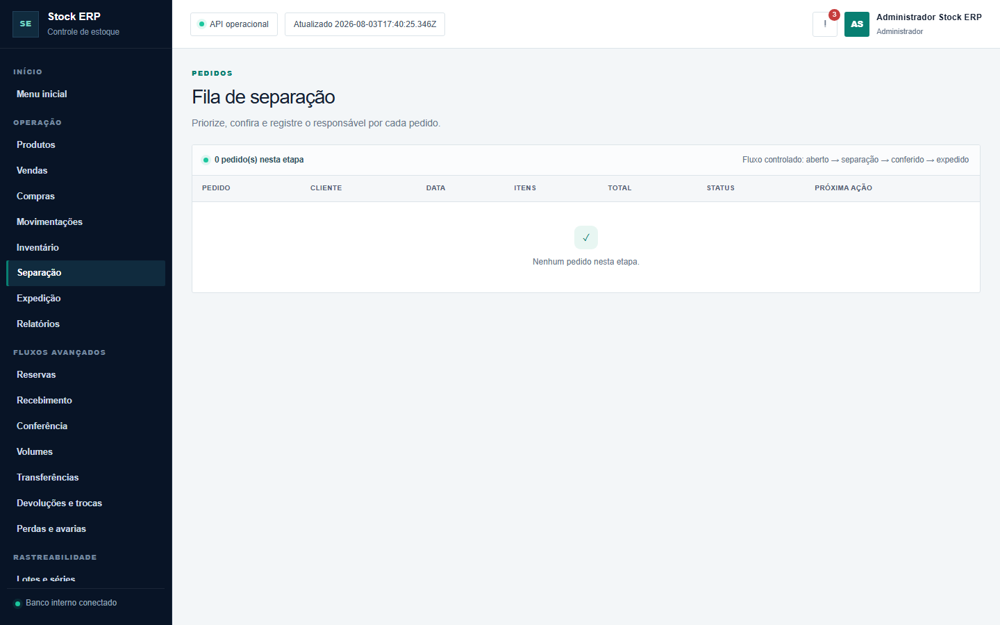 SE
Stock ERP
Controle de estoque
API operacional
Atualizado 2026-08-03T17:40:25.346Z
!
3
AS
Administrador Stock ERP
Administrador
INÍCIO
Menu inicial
OPERAÇÃO
Produtos
Vendas
Compras
Movimentações
Inventário
Separação
Expedição
Relatórios
FLUXOS AVANÇADOS
Reservas
Recebimento
Conferência
Volumes
Transferências
Devoluções e trocas
Perdas e avarias
RASTREABILIDADE
Lotes e séries
Banco interno conectado
PEDIDOS
Fila de separação
Priorize, confira e registre o responsável por cada pedido.
0 pedido(s) nesta etapa
Fluxo controlado: aberto → separação → conferido → expedido
PEDIDO CLIENTE DATA ITENS TOTAL STATUS PRÓXIMA AÇÃO
✓
Nenhum pedido nesta etapa.